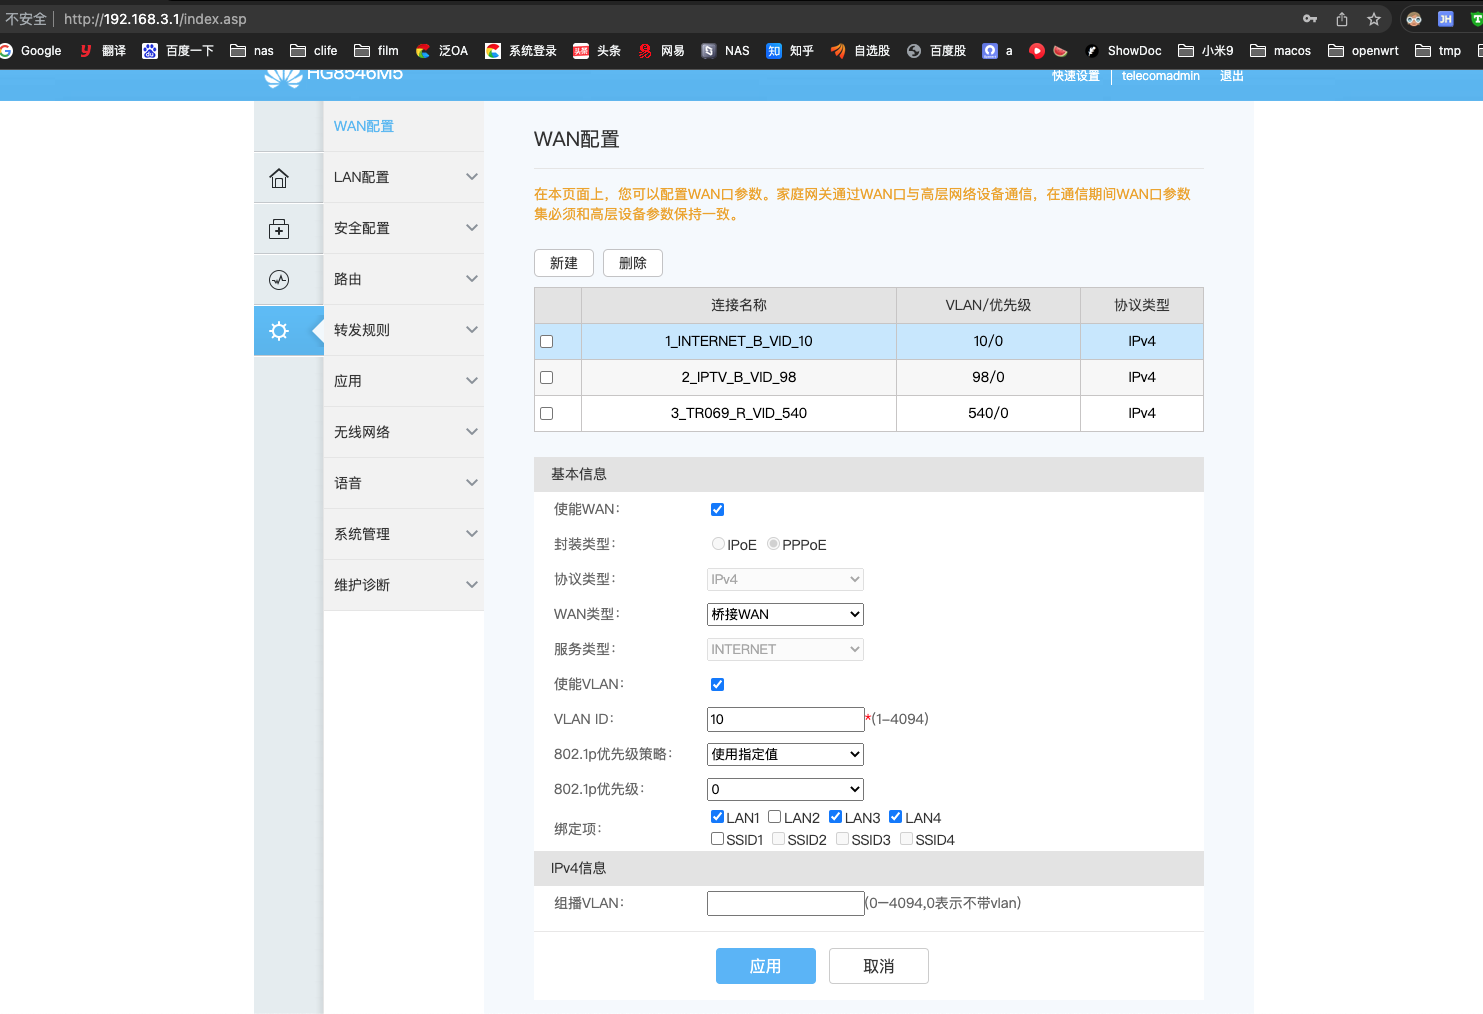 不安全 | http://192.168.3.1/index.asp
Google 翻译 百度一下 nas clife film 泛OA 系统登录 头条 网易 NAS 知乎 自选股 百度股 a ShowDoc 小米9 macos openwrt tmp
HG8546M5 快速设置 telecomadmin 退出
WAN配置
LAN配置
安全配置
路由
转发规则
应用
无线网络
语音
系统管理
维护诊断
WAN配置
在本页面上，您可以配置WAN口参数。家庭网关通过WAN口与高层网络设备通信，在通信期间WAN口参数
集必须和高层设备参数保持一致。
新建 删除
连接名称 VLAN/优先级 协议类型
1_INTERNET_B_VID_10 10/0 IPv4
2_IPTV_B_VID_98 98/0 IPv4
3_TR069_R_VID_540 540/0 IPv4
基本信息
使能WAN:
封装类型: IPoE PPPoE
协议类型: IPv4
WAN类型: 桥接WAN
服务类型: INTERNET
使能VLAN:
VLAN ID: 10 *(1-4094)
802.1p优先级策略: 使用指定值
802.1p优先级: 0
绑定项: LAN1 LAN2 LAN3 LAN4
SSID1 SSID2 SSID3 SSID4
IPv4信息
组播VLAN: (0—4094,0表示不带vlan)
应用 取消